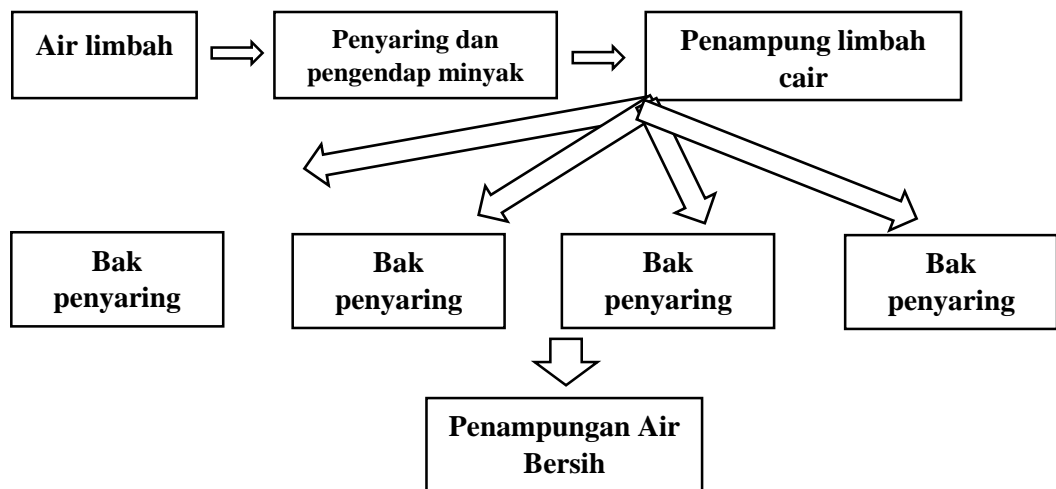 Air limbah
Penyaring dan
pengendap minyak
Penampung limbah
cair
Bak
penyaring
Bak
penyaring
Bak
penyaring
Bak
penyaring
Penampungan Air
Bersih